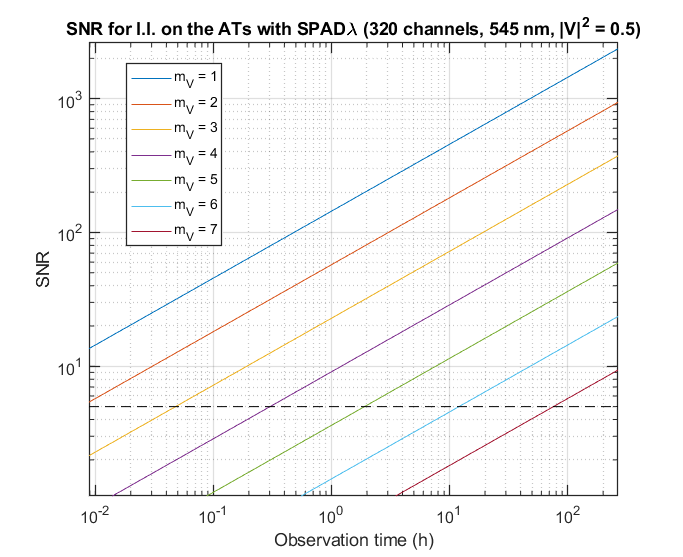 SNR for I.I. on the ATs with SPADλ (320 channels, 545 nm, |V|² = 0.5)
10³
10²
10¹
SNR
m_V = 1
m_V = 2
m_V = 3
m_V = 4
m_V = 5
m_V = 6
m_V = 7
10⁻² 10⁻¹ 10⁰ 10¹ 10²
Observation time (h)